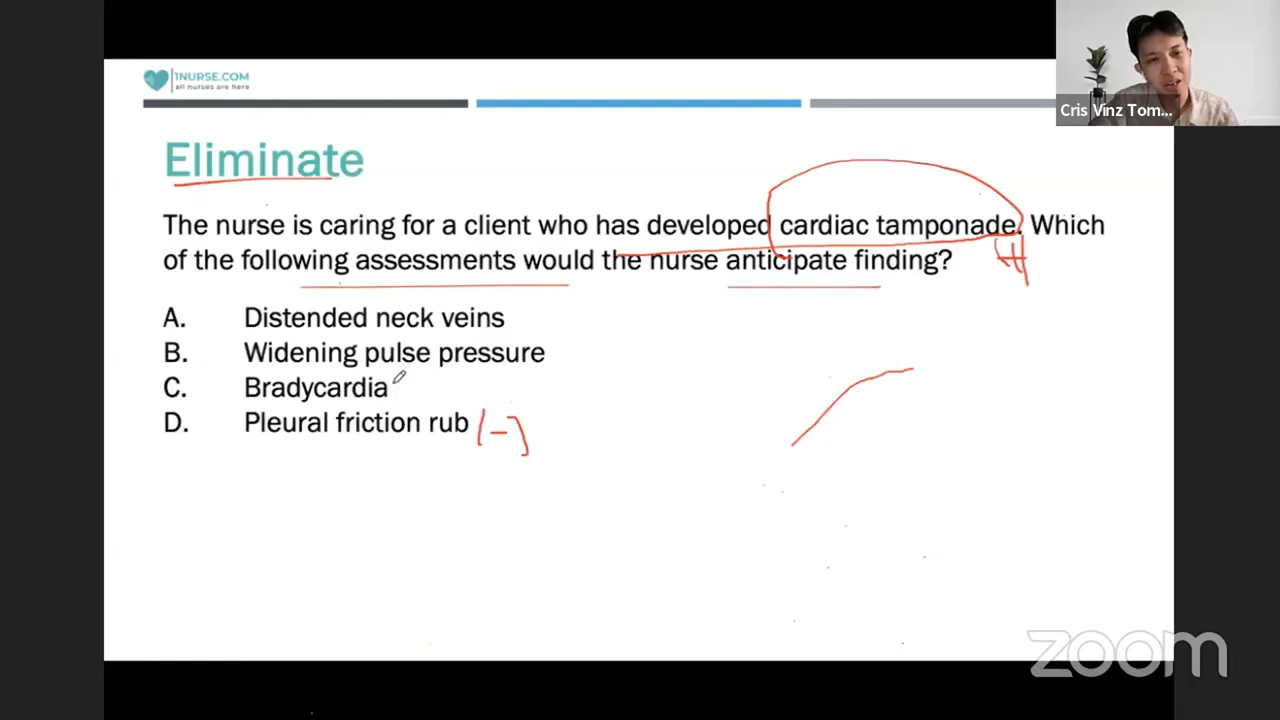 1NURSE.COM
all nurses are here
Cris Vinz Tom...
Eliminate
The nurse is caring for a client who has developed cardiac tamponade. Which
of the following assessments would the nurse anticipate finding?
A. Distended neck veins
B. Widening pulse pressure
C. Bradycardia
D. Pleural friction rub (-)
zoom